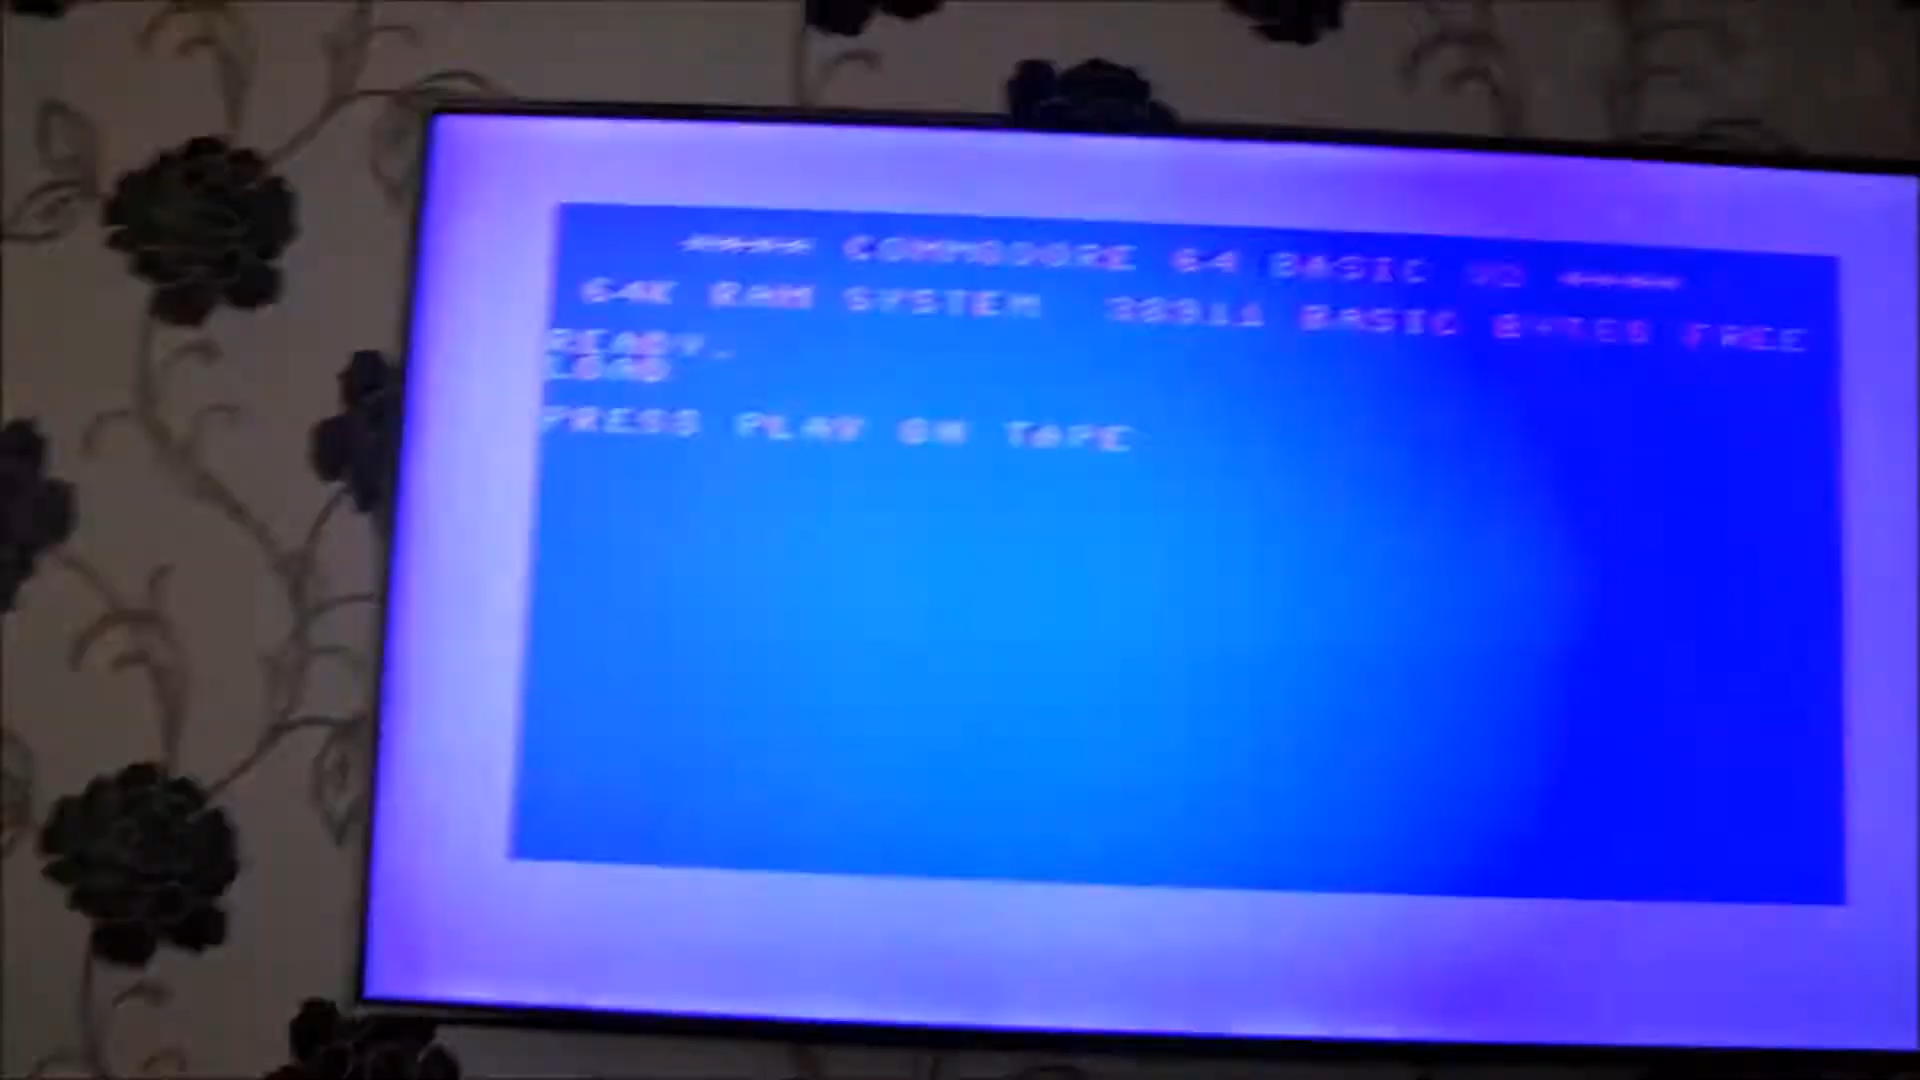 **** COMMODORE 64 BASIC V2 ****
64K RAM SYSTEM 38911 BASIC BYTES FREE
READY.
LOAD
PRESS PLAY ON TAPE